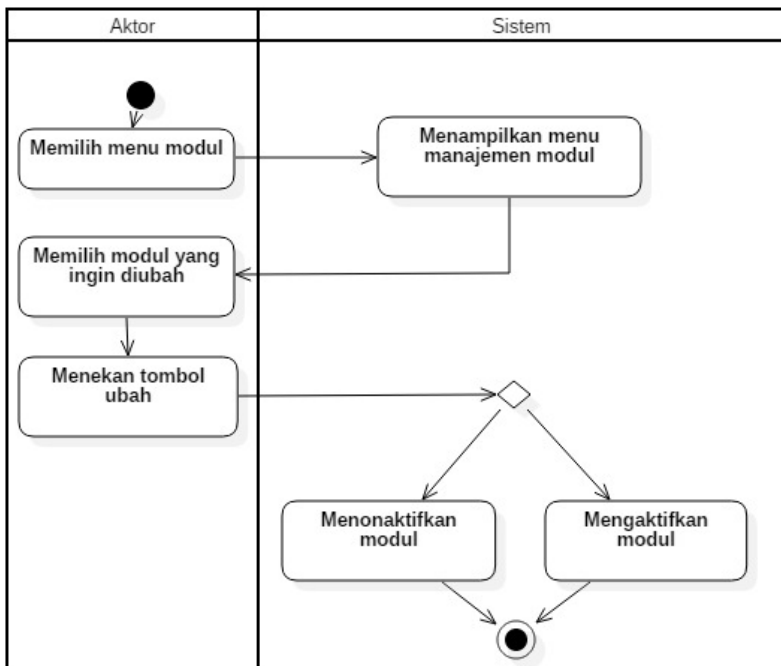 Aktor
Sistem
Memilih menu modul
Menampilkan menu
manajemen modul
Memilih modul yang
ingin diubah
Menekan tombol
ubah
Menonaktifkan
modul
Mengaktifkan
modul